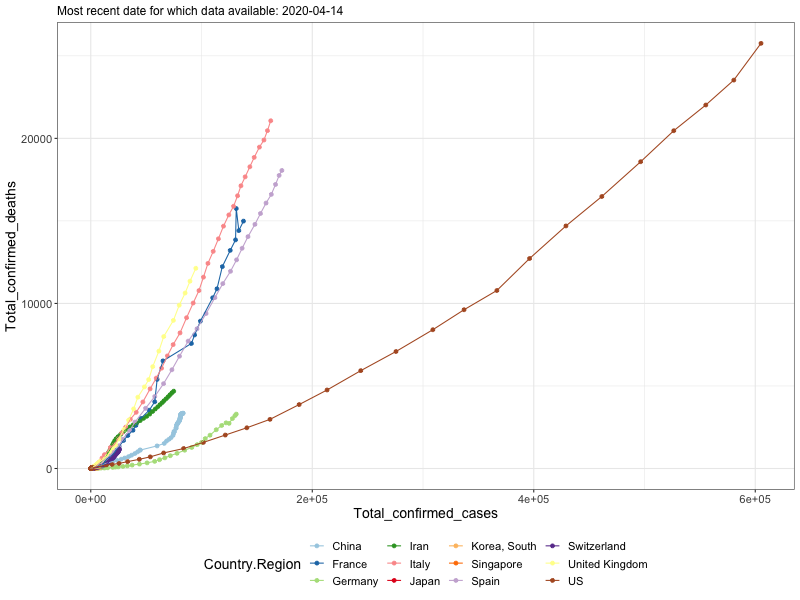 Most recent date for which data available: 2020-04-14
Total_confirmed_deaths
20000
10000
0
0e+00 2e+05 4e+05 6e+05
Total_confirmed_cases
Country.Region
China Iran Korea, South Switzerland
France Italy Singapore United Kingdom
Germany Japan Spain US